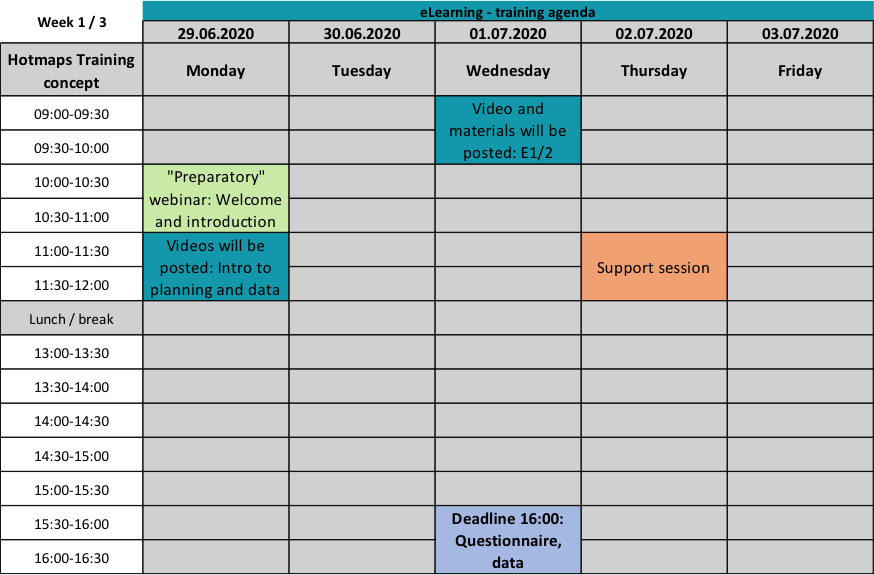 eLearning - training agenda
Week 1 / 3
29.06.2020 30.06.2020 01.07.2020 02.07.2020 03.07.2020
Hotmaps Training
concept
Monday Tuesday Wednesday Thursday Friday
09:00-09:30
09:30-10:00
Video and
materials will be
posted: E1/2
10:00-10:30
10:30-11:00
"Preparatory"
webinar: Welcome
and introduction
11:00-11:30
11:30-12:00
Videos will be
posted: Intro to
planning and data
Support session
Lunch / break
13:00-13:30
13:30-14:00
14:00-14:30
14:30-15:00
15:00-15:30
15:30-16:00
16:00-16:30
Deadline 16:00:
Questionnaire,
data